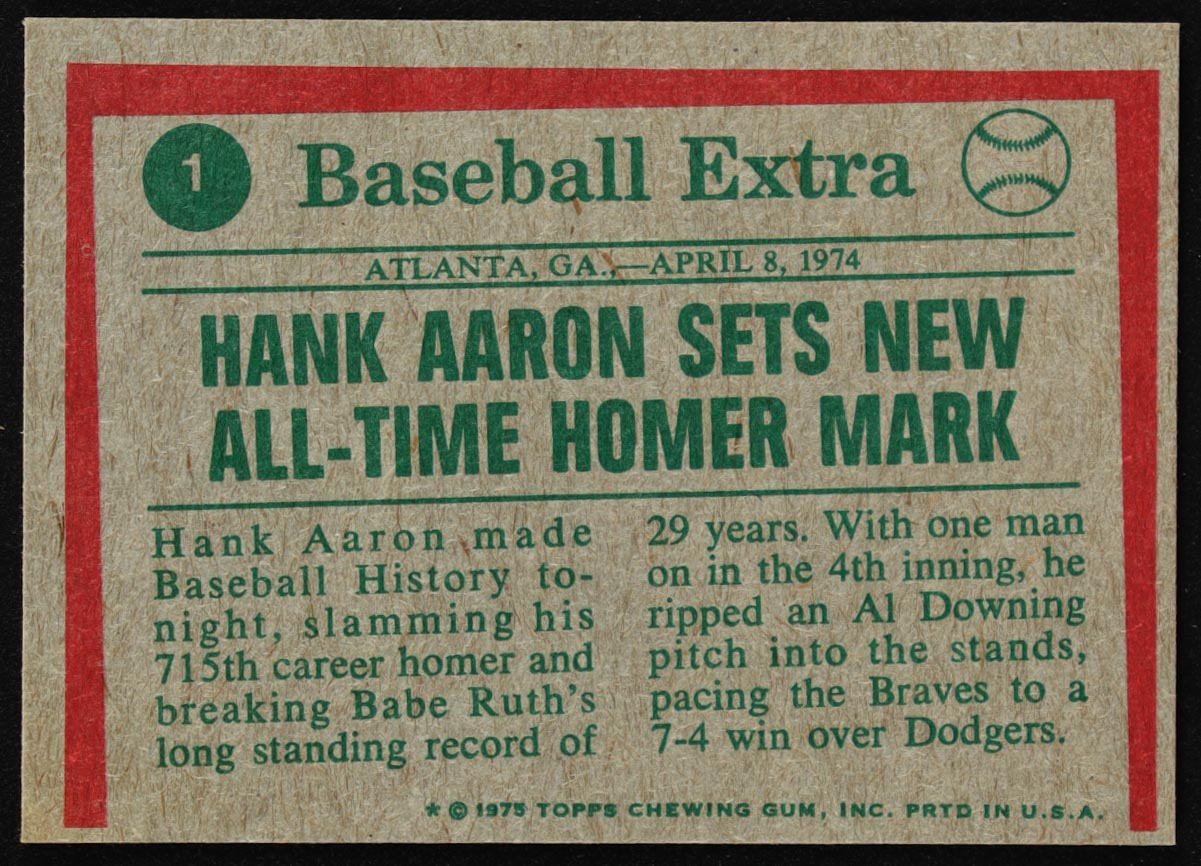 1
Baseball Extra
ATLANTA, GA.,—APRIL 8, 1974
HANK AARON SETS NEW
ALL-TIME HOMER MARK
Hank Aaron made
Baseball History to-
night, slamming his
715th career homer and
breaking Babe Ruth's
long standing record of
29 years. With one man
on in the 4th inning, he
ripped an Al Downing
pitch into the stands,
pacing the Braves to a
7-4 win over Dodgers.
* © 1975 TOPPS CHEWING GUM, INC. PRTD IN U.S.A.